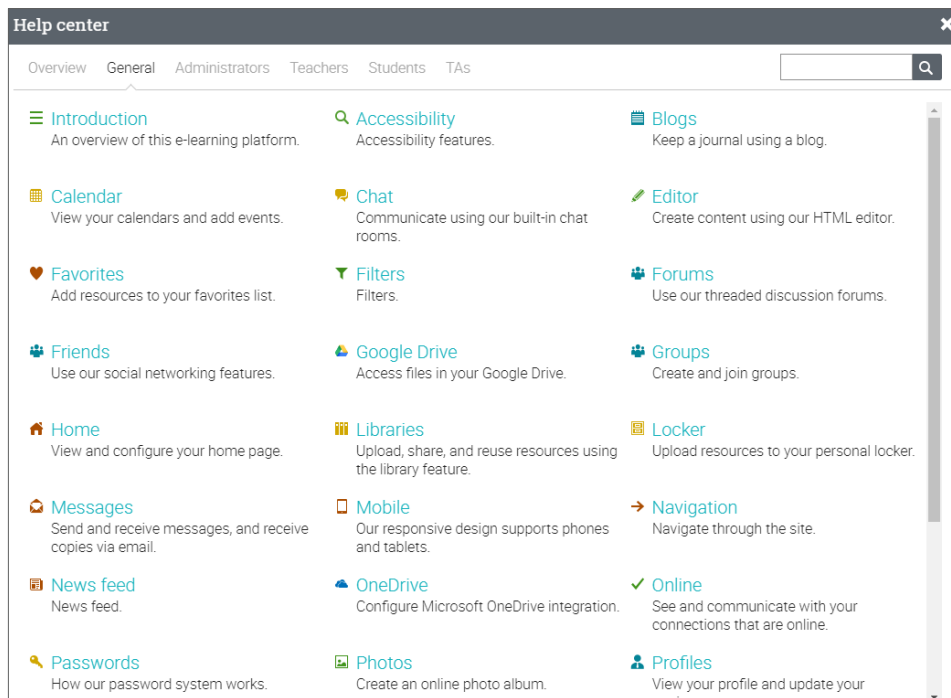 Help center
Overview General Administrators Teachers Students TAs
Introduction
An overview of this e-learning platform.
Accessibility
Accessibility features.
Blogs
Keep a journal using a blog.
Calendar
View your calendars and add events.
Chat
Communicate using our built-in chat
rooms.
Editor
Create content using our HTML editor.
Favorites
Add resources to your favorites list.
Filters
Filters.
Forums
Use our threaded discussion forums.
Friends
Use our social networking features.
Google Drive
Access files in your Google Drive.
Groups
Create and join groups.
Home
View and configure your home page.
Libraries
Upload, share, and reuse resources using
the library feature.
Locker
Upload resources to your personal locker.
Messages
Send and receive messages, and receive
copies via email.
Mobile
Our responsive design supports phones
and tablets.
Navigation
Navigate through the site.
News feed
News feed.
OneDrive
Configure Microsoft OneDrive integration.
Online
See and communicate with your
connections that are online.
Passwords
How our password system works.
Photos
Create an online photo album.
Profiles
View your profile and update your